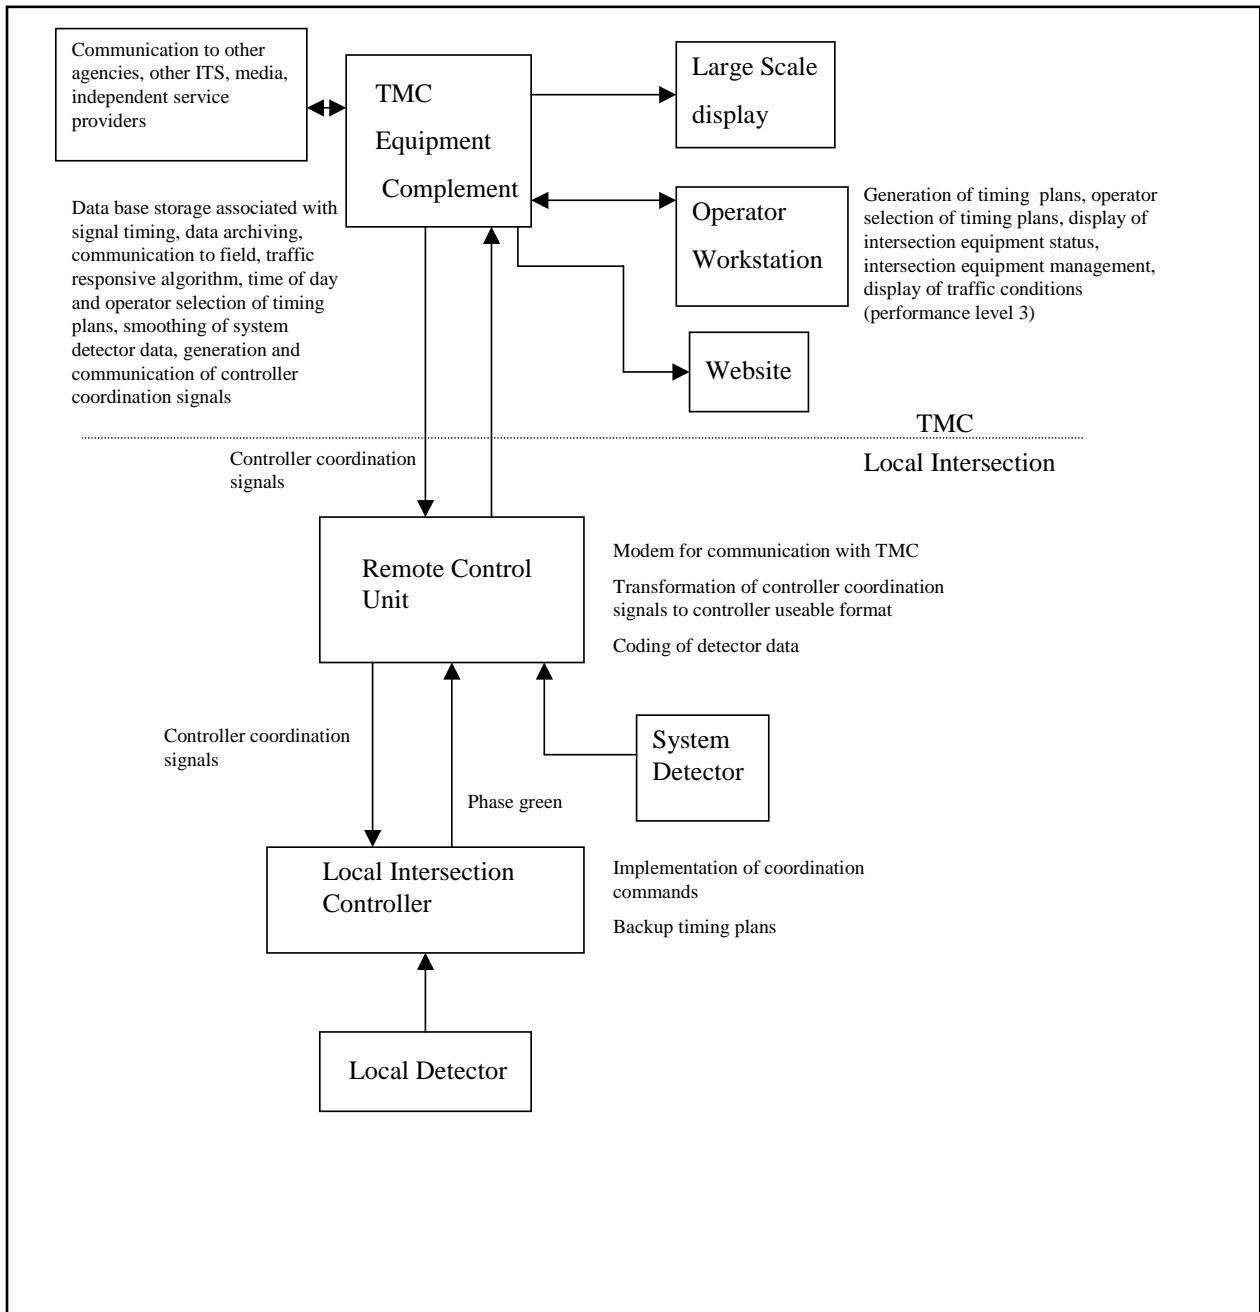 Communication to other
agencies, other ITS, media,
independent service
providers
TMC
Equipment
Complement
Large Scale
display
Operator
Workstation
Generation of timing plans, operator
selection of timing plans, display of
intersection equipment status,
intersection equipment management,
display of traffic conditions
(performance level 3)
Data base storage associated with
signal timing, data archiving,
communication to field, traffic
responsive algorithm, time of day
and operator selection of timing
plans, smoothing of system
detector data, generation and
communication of controller
coordination signals
Website
TMC
Local Intersection
Controller coordination
signals
Remote Control
Unit
Modem for communication with TMC
Transformation of controller coordination
signals to controller useable format
Coding of detector data
Controller coordination
signals
System
Detector
Phase green
Local Intersection
Controller
Implementation of coordination
commands
Backup timing plans
Local Detector